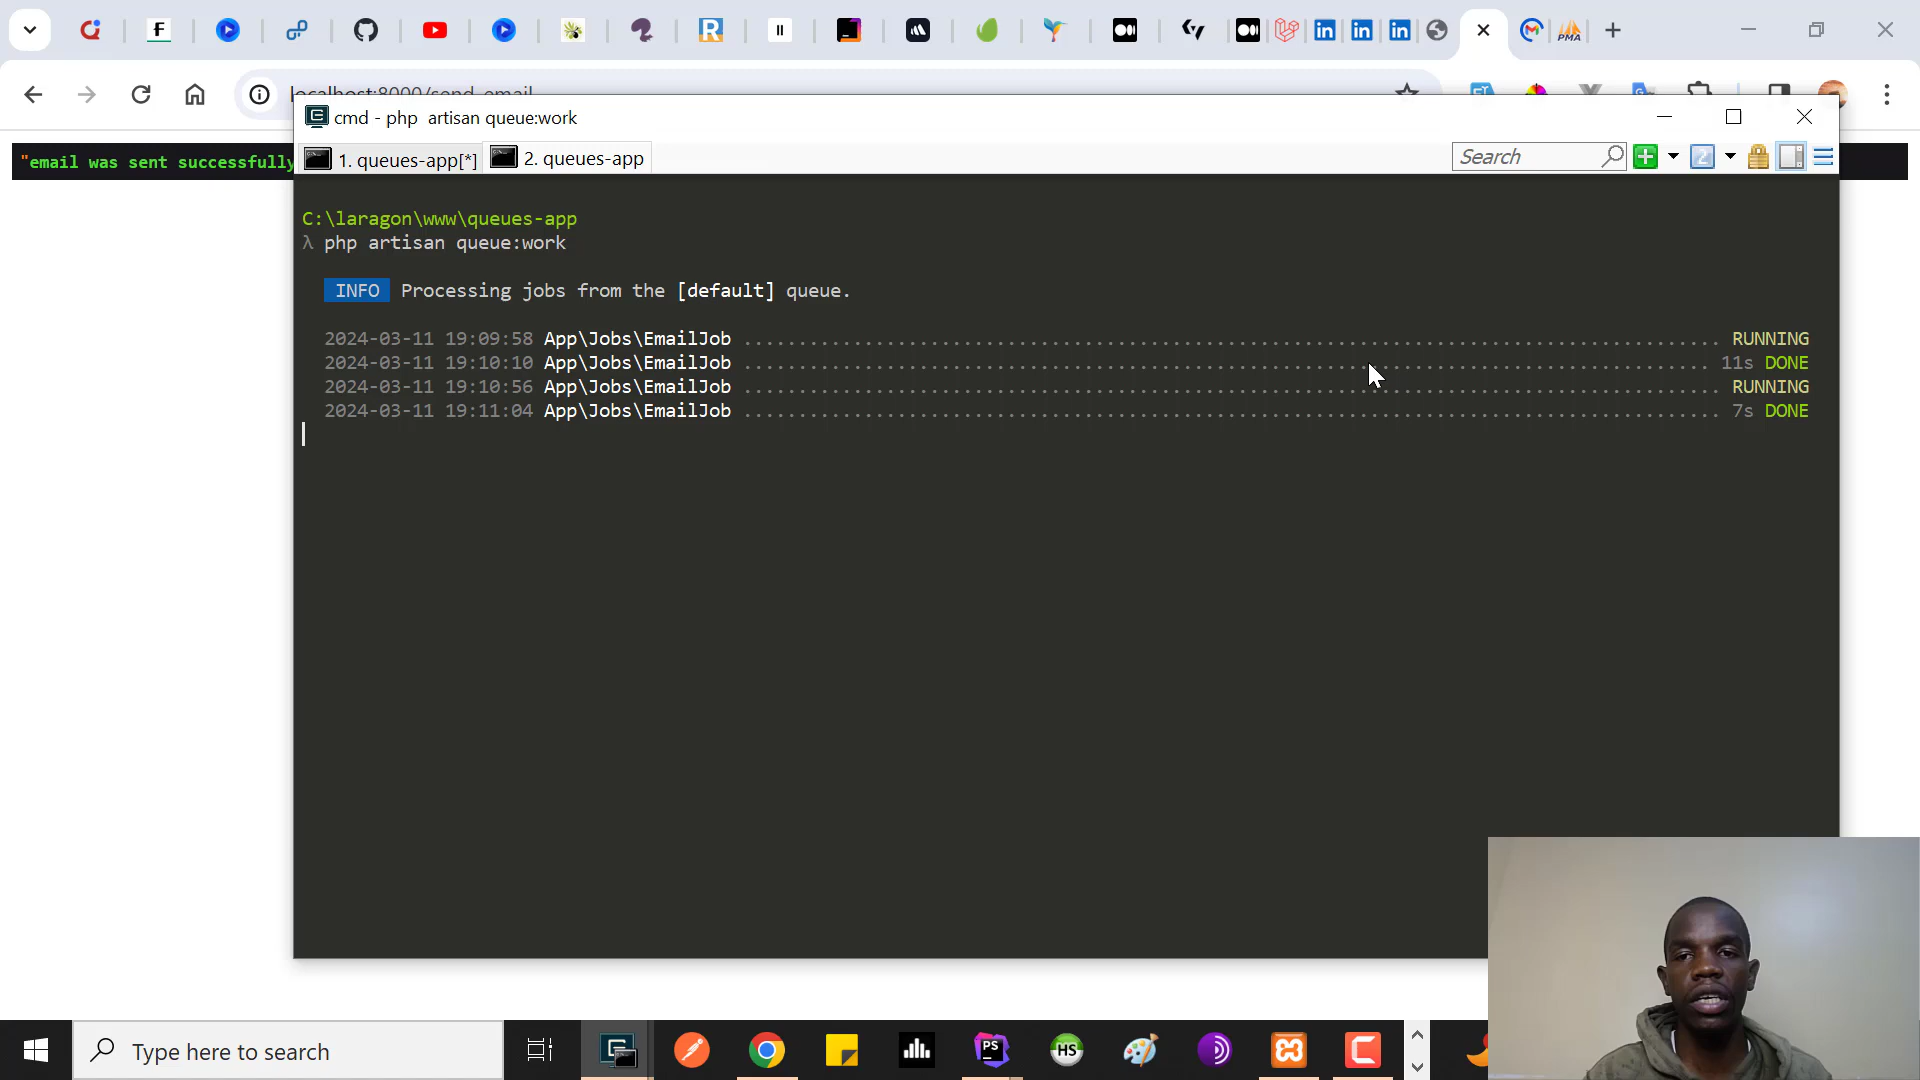 localhost:8000/send_email
cmd - php artisan queue:work
"email was sent successfully
1. queues-app[*]
2. queues-app
Search
C:\laragon\www\queues-app
λ php artisan queue:work
INFO Processing jobs from the [default] queue.
2024-03-11 19:09:58 App\Jobs\EmailJob ........ RUNNING
2024-03-11 19:10:10 App\Jobs\EmailJob ........ 11s DONE
2024-03-11 19:10:56 App\Jobs\EmailJob ........ RUNNING
2024-03-11 19:11:04 App\Jobs\EmailJob ........ 7s DONE
Type here to search